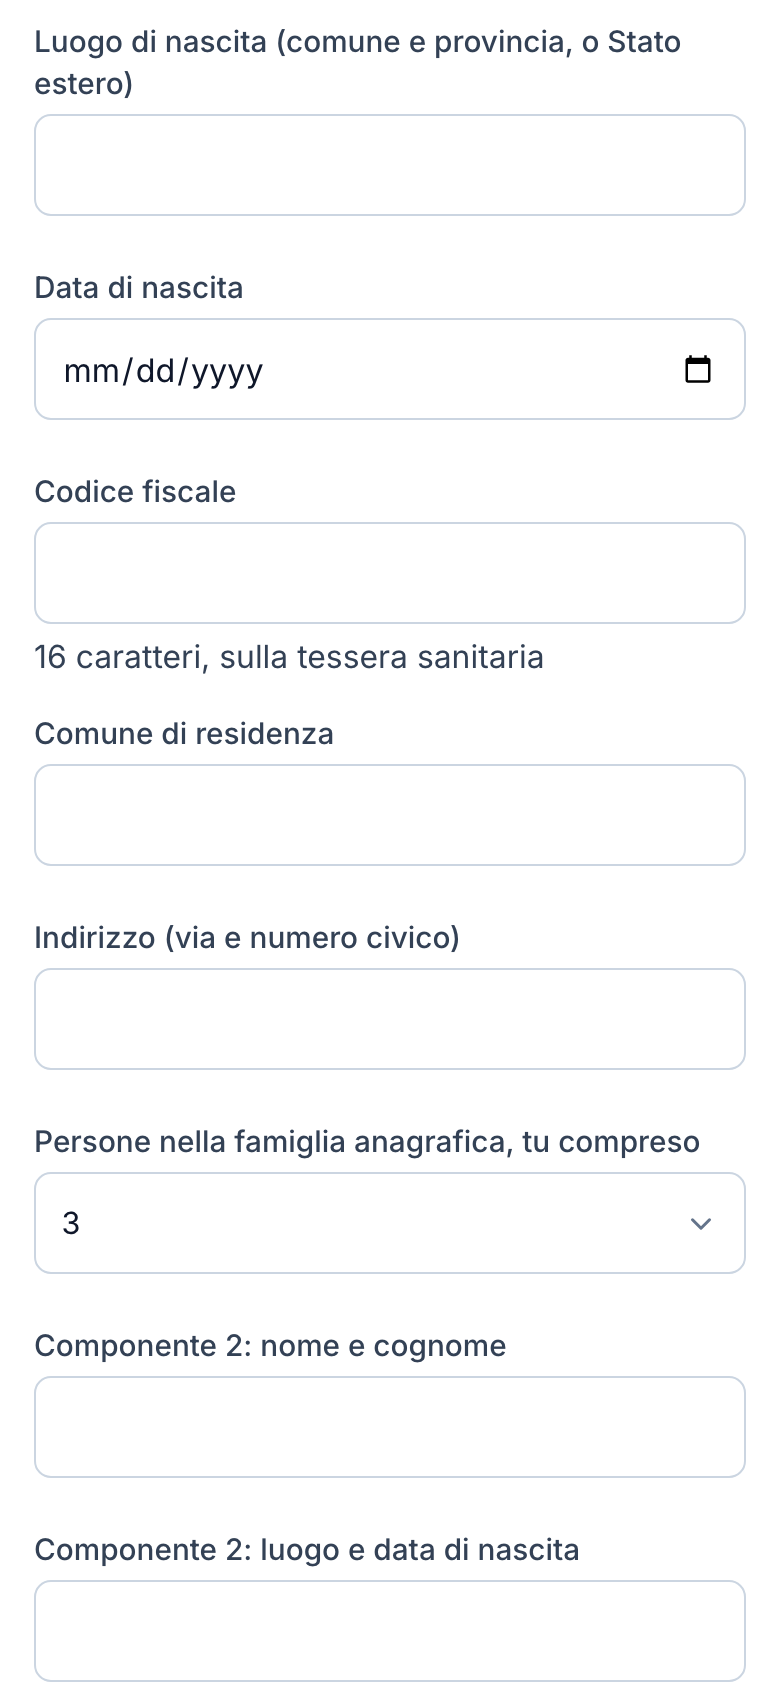 Luogo di nascita (comune e provincia, o Stato
estero)
Data di nascita
mm/dd/yyyy
Codice fiscale
16 caratteri, sulla tessera sanitaria
Comune di residenza
Indirizzo (via e numero civico)
Persone nella famiglia anagrafica, tu compreso
3
Componente 2: nome e cognome
Componente 2: luogo e data di nascita